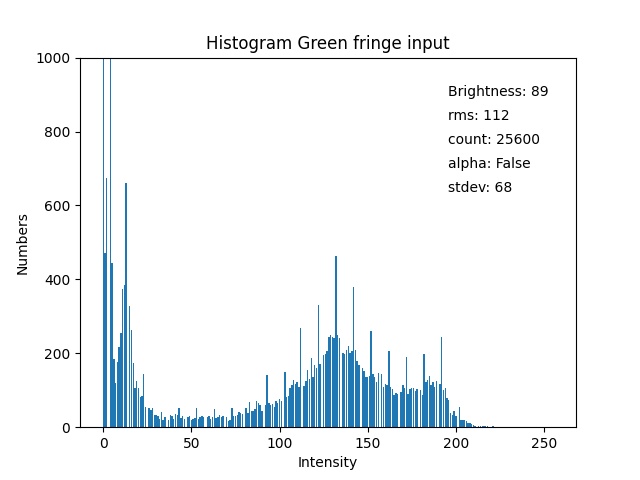 Histogram Green fringe input
1000
800
600
400
200
0
Numbers
Brightness: 89
rms: 112
count: 25600
alpha: False
stdev: 68
0 50 100 150 200 250
Intensity